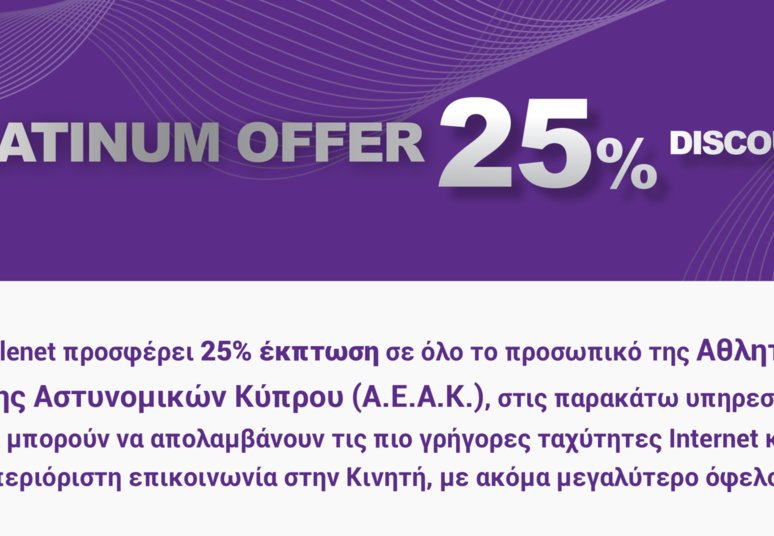 ATINUM OFFER 25% DISCOU
lenet προσφέρει 25% έκπτωση σε όλο το προσωπικό της Αθλητ
ης Αστυνομικών Κύπρου (Α.Ε.Α.Κ.), στις παρακάτω υπηρεσ
μπορούν να απολαμβάνουν τις πιο γρήγορες ταχύτητες Internet κ
περιόριστη επικοινωνία στην Κινητή, με ακόμα μεγαλύτερο όφελο